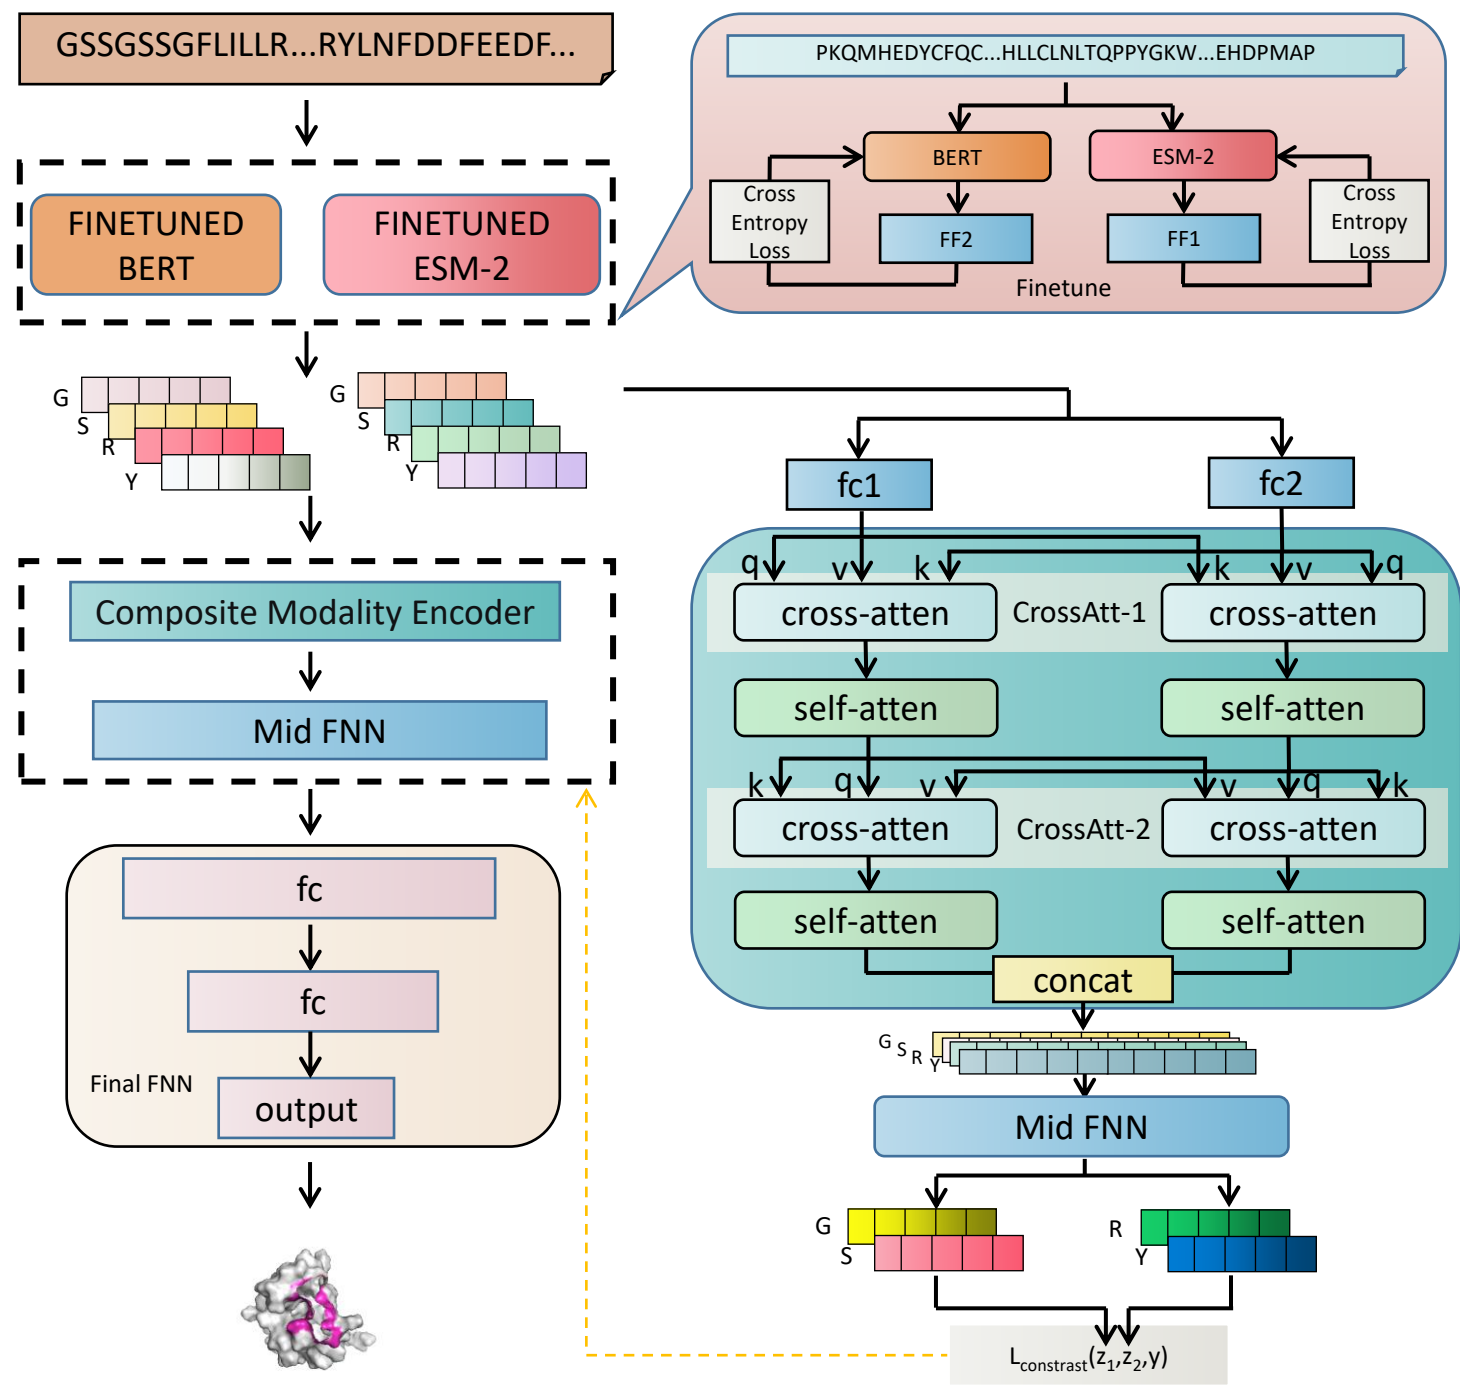 GSSGSSGFLILLR...RYLNFDDFEEDF...
FINETUNED
BERT
FINETUNED
ESM-2
PKQMHEDYCFQC...HLLCLNLTQPPYGKW...EHDPMAP
BERT
ESM-2
Cross
Entropy
Loss
FF2
FF1
Cross
Entropy
Loss
Finetune
G
S
R
Y
G
S
R
Y
Composite Modality Encoder
Mid FNN
fc
fc
Final FNN
output
fc1
fc2
q
v
k
k
v
q
cross-atten
CrossAtt-1
cross-atten
self-atten
self-atten
k
q
v
v
q
k
cross-atten
CrossAtt-2
cross-atten
self-atten
self-atten
concat
G
S
R
Y
Mid FNN
G
S
R
Y
L_constrast(z_1,z_2,y)